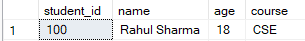 student_id name age course
1 100 Rahul Sharma 18 CSE